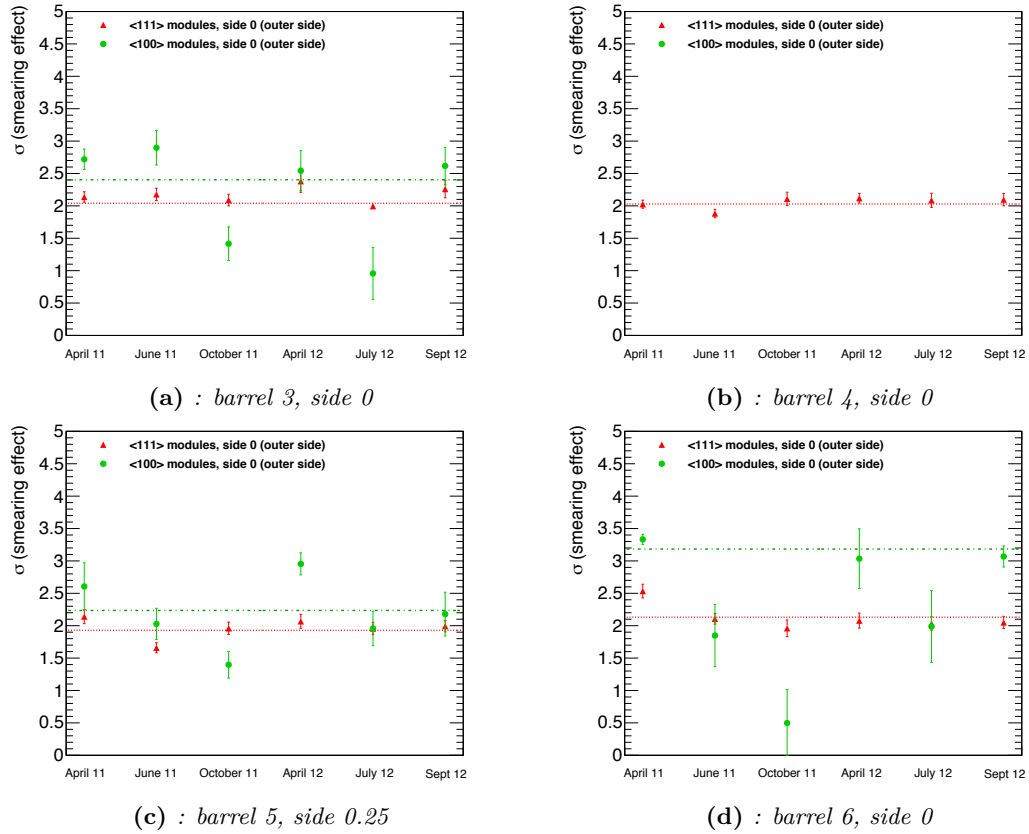 <111> modules, side 0 (outer side)
<100> modules, side 0 (outer side)
σ (smearing effect)
5
4.5
4
3.5
3
2.5
2
1.5
1
0.5
0
April 11 June 11 October 11 April 12 July 12 Sept 12
(a) : barrel 3, side 0
<111> modules, side 0 (outer side)
<100> modules, side 0 (outer side)
σ (smearing effect)
5
4.5
4
3.5
3
2.5
2
1.5
1
0.5
0
April 11 June 11 October 11 April 12 July 12 Sept 12
(b) : barrel 4, side 0
<111> modules, side 0 (outer side)
<100> modules, side 0 (outer side)
σ (smearing effect)
5
4.5
4
3.5
3
2.5
2
1.5
1
0.5
0
April 11 June 11 October 11 April 12 July 12 Sept 12
(c) : barrel 5, side 0.25
<111> modules, side 0 (outer side)
<100> modules, side 0 (outer side)
σ (smearing effect)
5
4.5
4
3.5
3
2.5
2
1.5
1
0.5
0
April 11 June 11 October 11 April 12 July 12 Sept 12
(d) : barrel 6, side 0